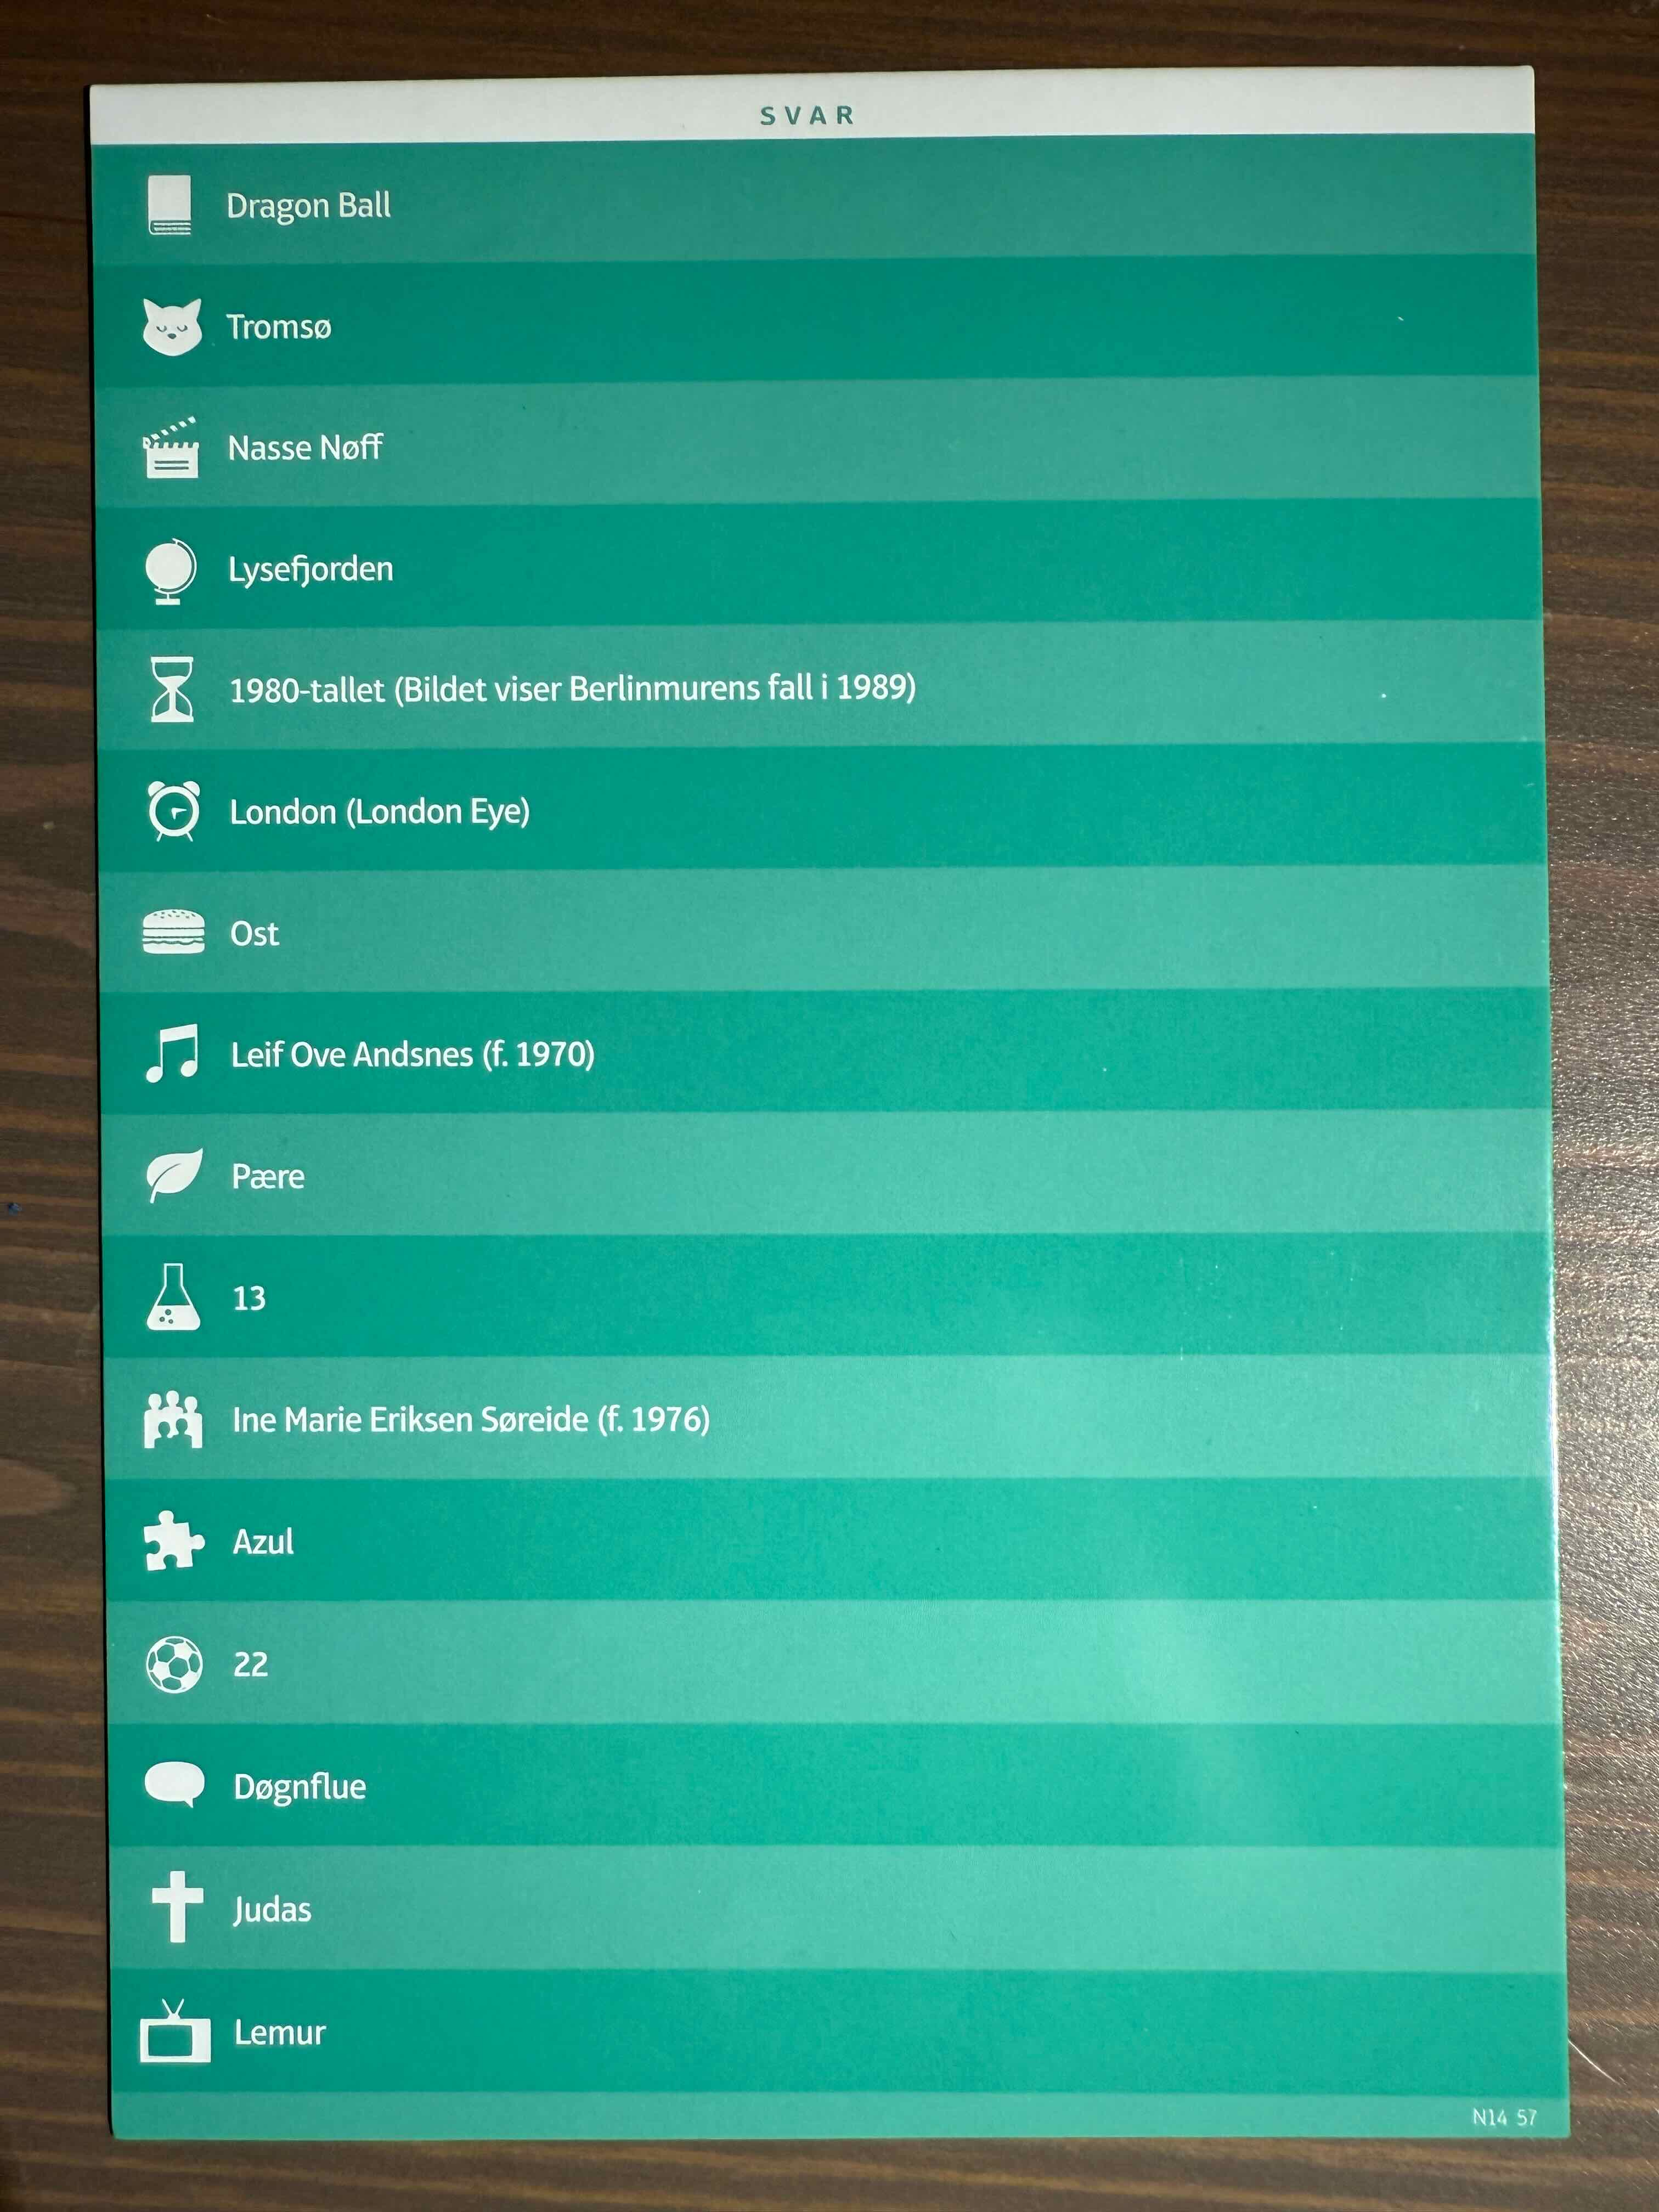 SVAR
Dragon Ball
Tromsø
Nasse Nøff
Lysefjorden
1980-tallet (Bildet viser Berlinmurens fall i 1989)
London (London Eye)
Ost
Leif Ove Andsnes (f. 1970)
Pære
13
Ine Marie Eriksen Søreide (f. 1976)
Azul
22
Døgnflue
Judas
Lemur
N14 57